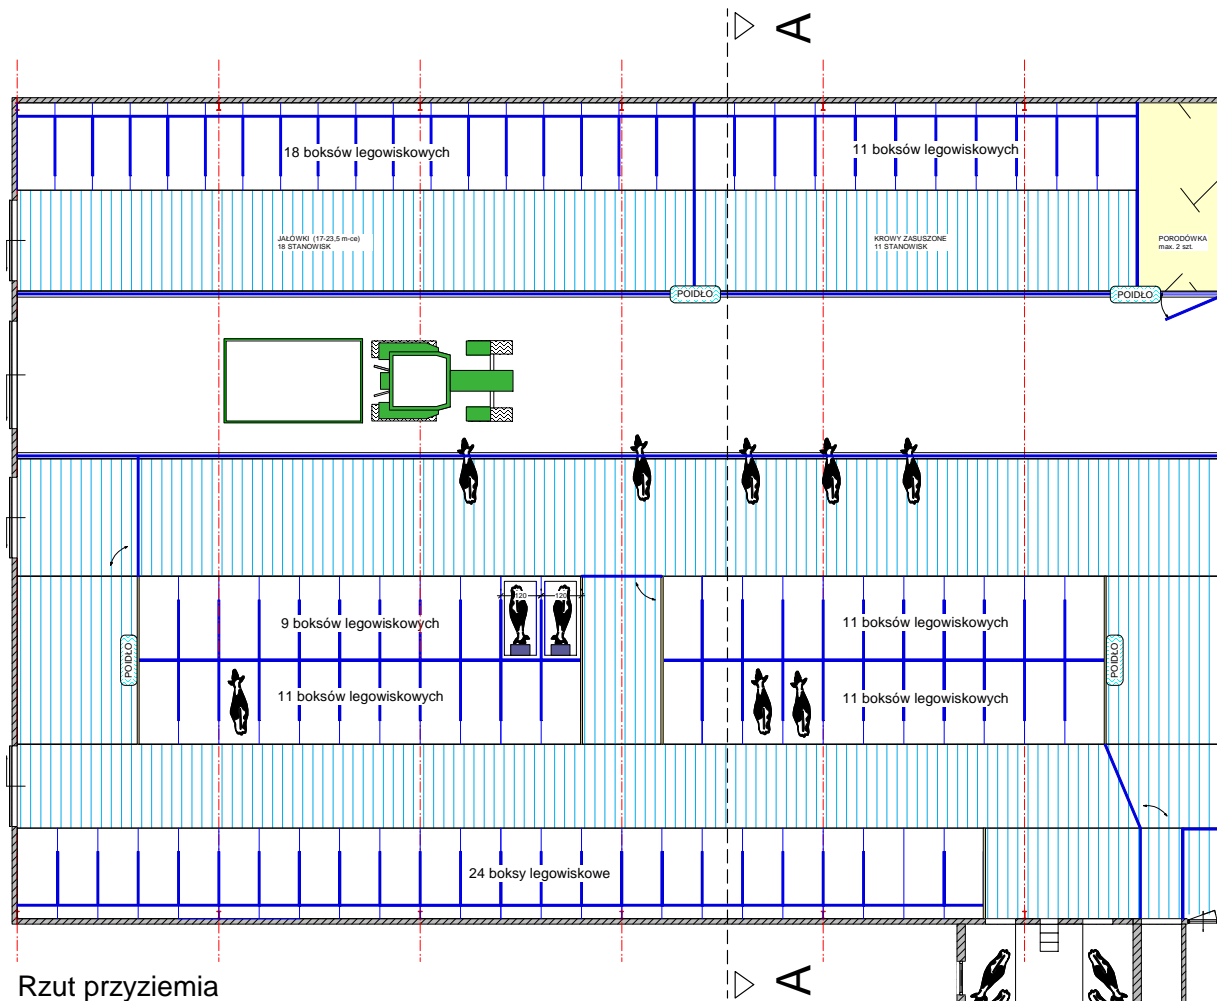 A
18 boksów legowiskowych
11 boksów legowiskowych
JAŁÓWKI (17-23,5 m-ce)
18 STANOWISK
KROWY ZASUSZONE
11 STANOWISK
PORODÓWKA
max. 2 szt.
POIDŁO
POIDŁO
120
120
9 boksów legowiskowych
11 boksów legowiskowych
POIDŁO
POIDŁO
11 boksów legowiskowych
11 boksów legowiskowych
24 boksy legowiskowe
A
Rzut przyziemia